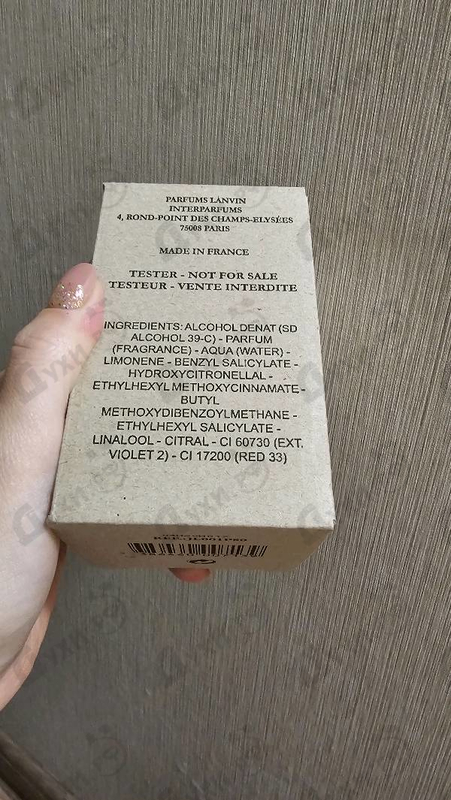 PARFUMS LANVIN
INTERPARFUMS
4, ROND-POINT DES CHAMPS-ELYSÉES
75008 PARIS
MADE IN FRANCE
TESTER - NOT FOR SALE
TESTEUR - VENTE INTERDITE
INGREDIENTS: ALCOHOL DENAT (SD
ALCOHOL 39-C) - PARFUM
(FRAGRANCE) - AQUA (WATER) -
LIMONENE - BENZYL SALICYLATE -
HYDROXYCITRONELLAL -
ETHYLHEXYL METHOXYCINNAMATE -
BUTYL
METHOXYDIBENZOYLMETHANE -
ETHYLHEXYL SALICYLATE -
LINALOOL - CITRAL - CI 60730 (EXT.
VIOLET 2) - CI 17200 (RED 33)
Духи.рф